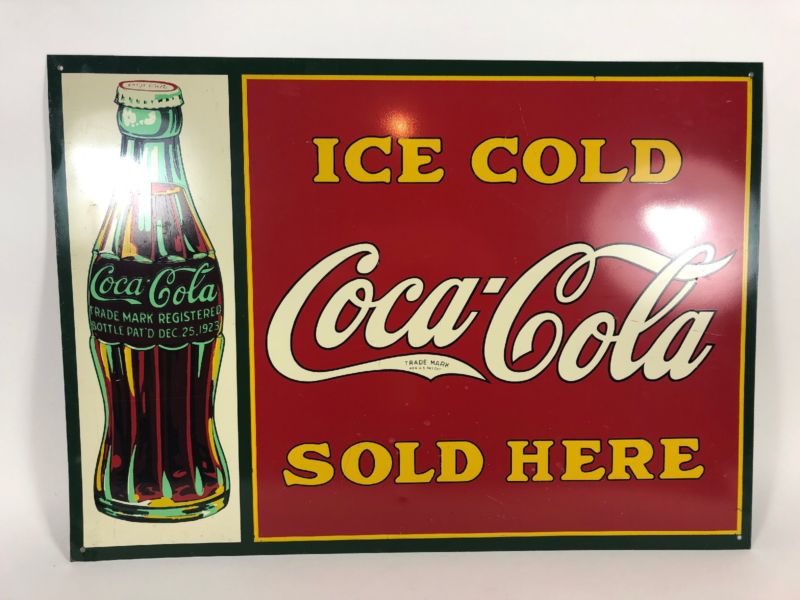 Coca-Cola
TRADE MARK REGISTERED
BOTTLE PAT'D DEC. 25, 1923
ICE COLD
Coca-Cola
TRADE-MARK
SOLD HERE